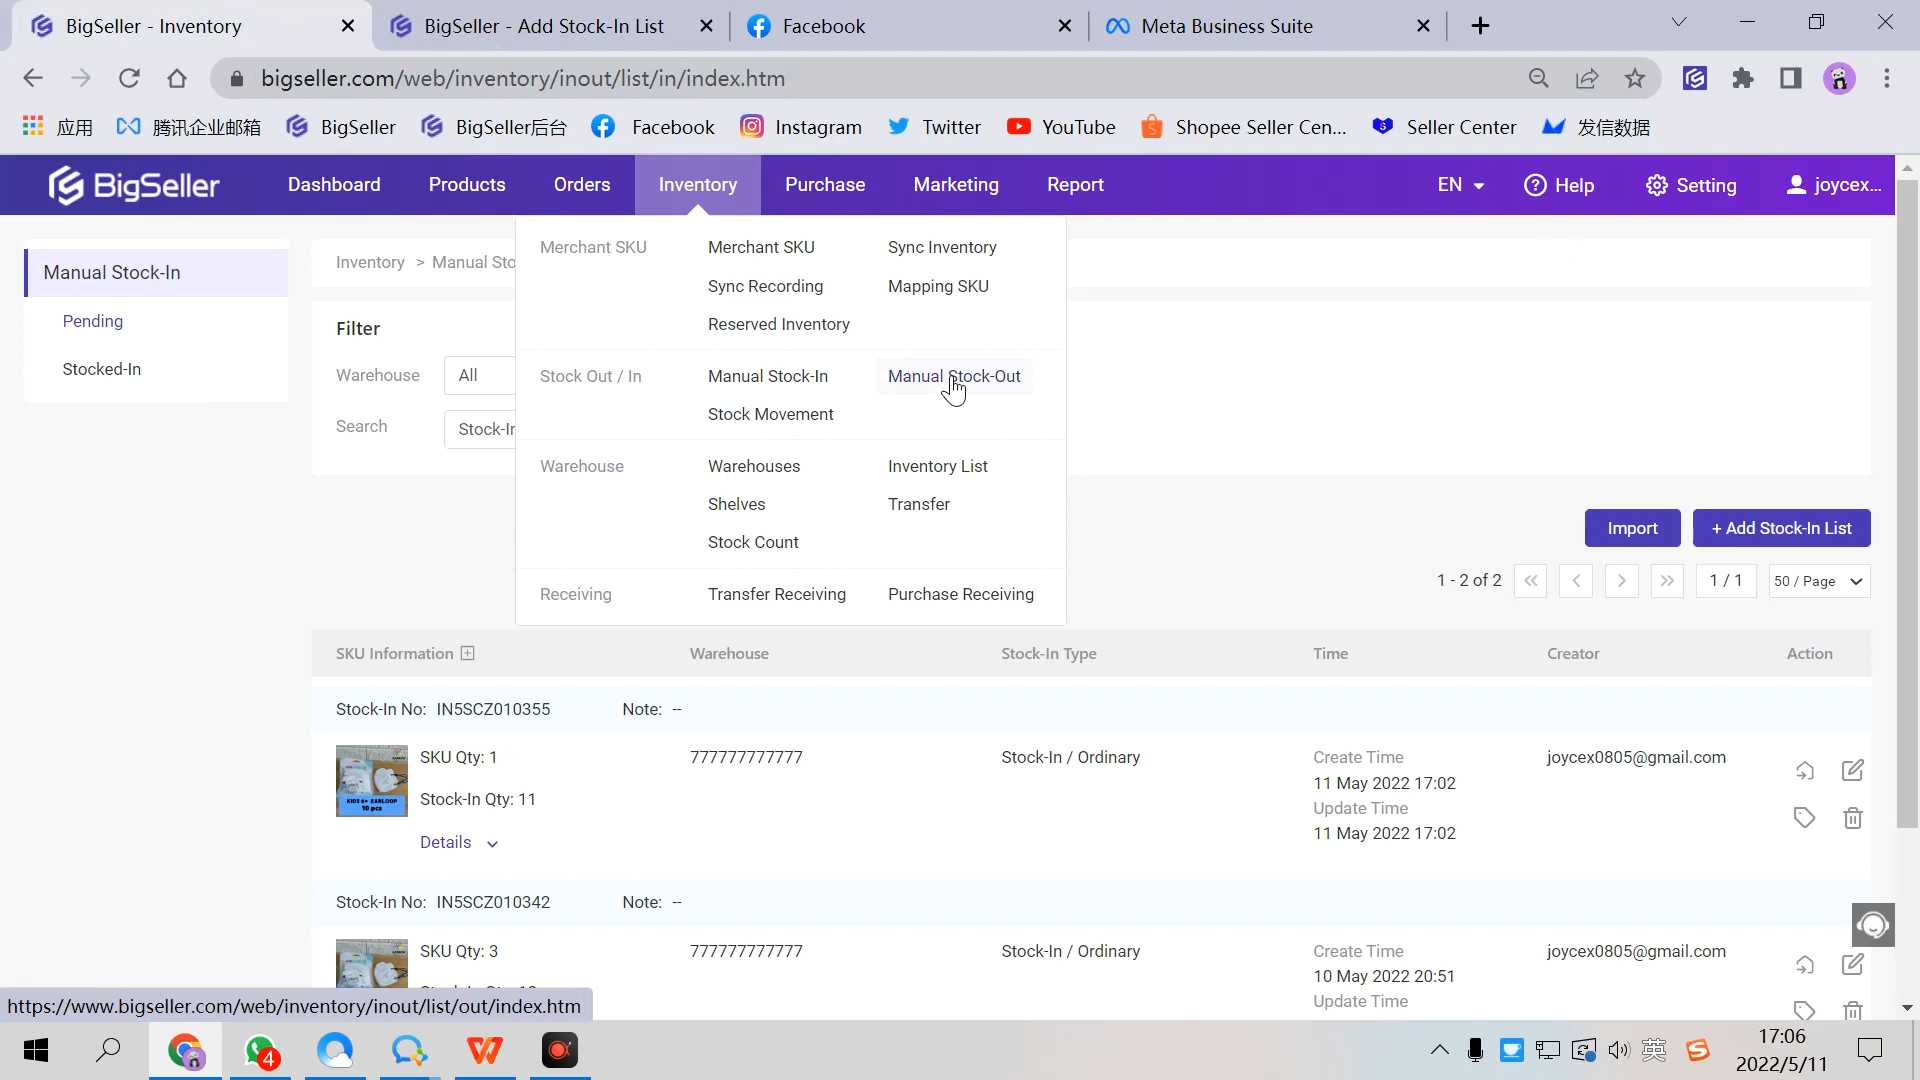 BigSeller - Inventory
BigSeller - Add Stock-In List
Facebook
Meta Business Suite
bigseller.com/web/inventory/inout/list/in/index.htm
应用
腾讯企业邮箱
BigSeller
BigSeller后台
Facebook
Instagram
Twitter
YouTube
Shopee Seller Cen...
Seller Center
发信数据
BigSeller
Dashboard
Products
Orders
Inventory
Purchase
Marketing
Report
EN
Help
Setting
joycex...
Manual Stock-In
Pending
Stocked-In
Inventory > Manual Sto
Filter
Warehouse All
Search Stock-In
Merchant SKU
Merchant SKU
Sync Inventory
Sync Recording
Mapping SKU
Reserved Inventory
Stock Out / In
Manual Stock-In
Manual Stock-Out
Stock Movement
Warehouse
Warehouses
Inventory List
Shelves
Transfer
Stock Count
Receiving
Transfer Receiving
Purchase Receiving
Import
+ Add Stock-In List
1 - 2 of 2
1 / 1
50 / Page
SKU Information
Warehouse
Stock-In Type
Time
Creator
Action
Stock-In No: IN5SCZ010355
Note: --
KIDS 6+ EARLOOP
10 pcs
SKU Qty: 1
Stock-In Qty: 11
Details
777777777777
Stock-In / Ordinary
Create Time
11 May 2022 17:02
Update Time
11 May 2022 17:02
joycex0805@gmail.com
Stock-In No: IN5SCZ010342
Note: --
SKU Qty: 3
777777777777
Stock-In / Ordinary
Create Time
10 May 2022 20:51
Update Time
joycex0805@gmail.com
https://www.bigseller.com/web/inventory/inout/list/out/index.htm
4
英
17:06
2022/5/11